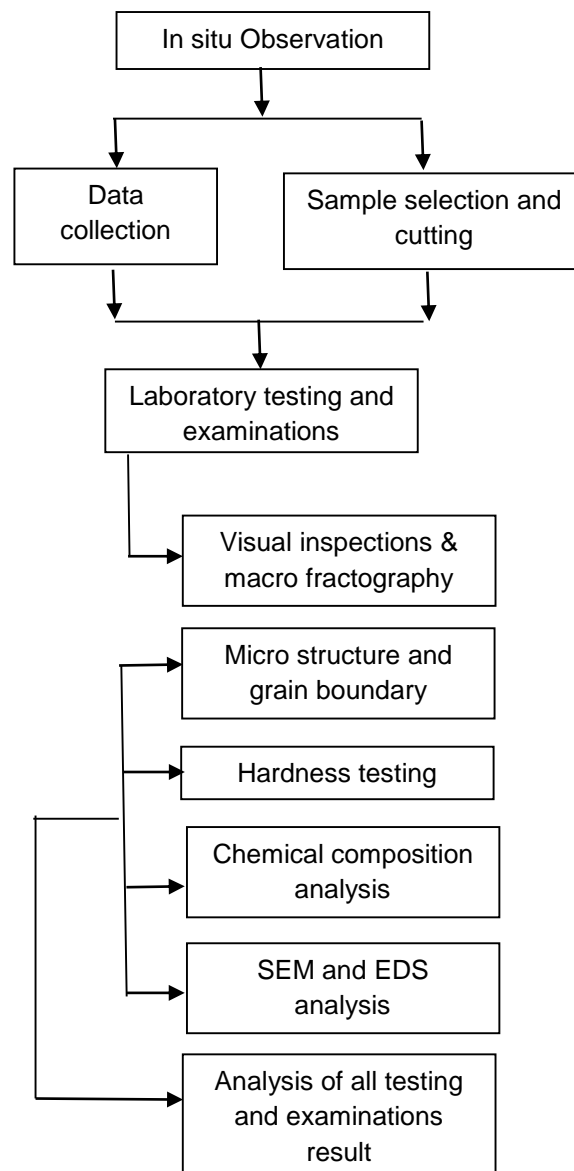 In situ Observation
Data
collection
Sample selection and
cutting
Laboratory testing and
examinations
Visual inspections &
macro fractography
Micro structure and
grain boundary
Hardness testing
Chemical composition
analysis
SEM and EDS
analysis
Analysis of all testing
and examinations
result